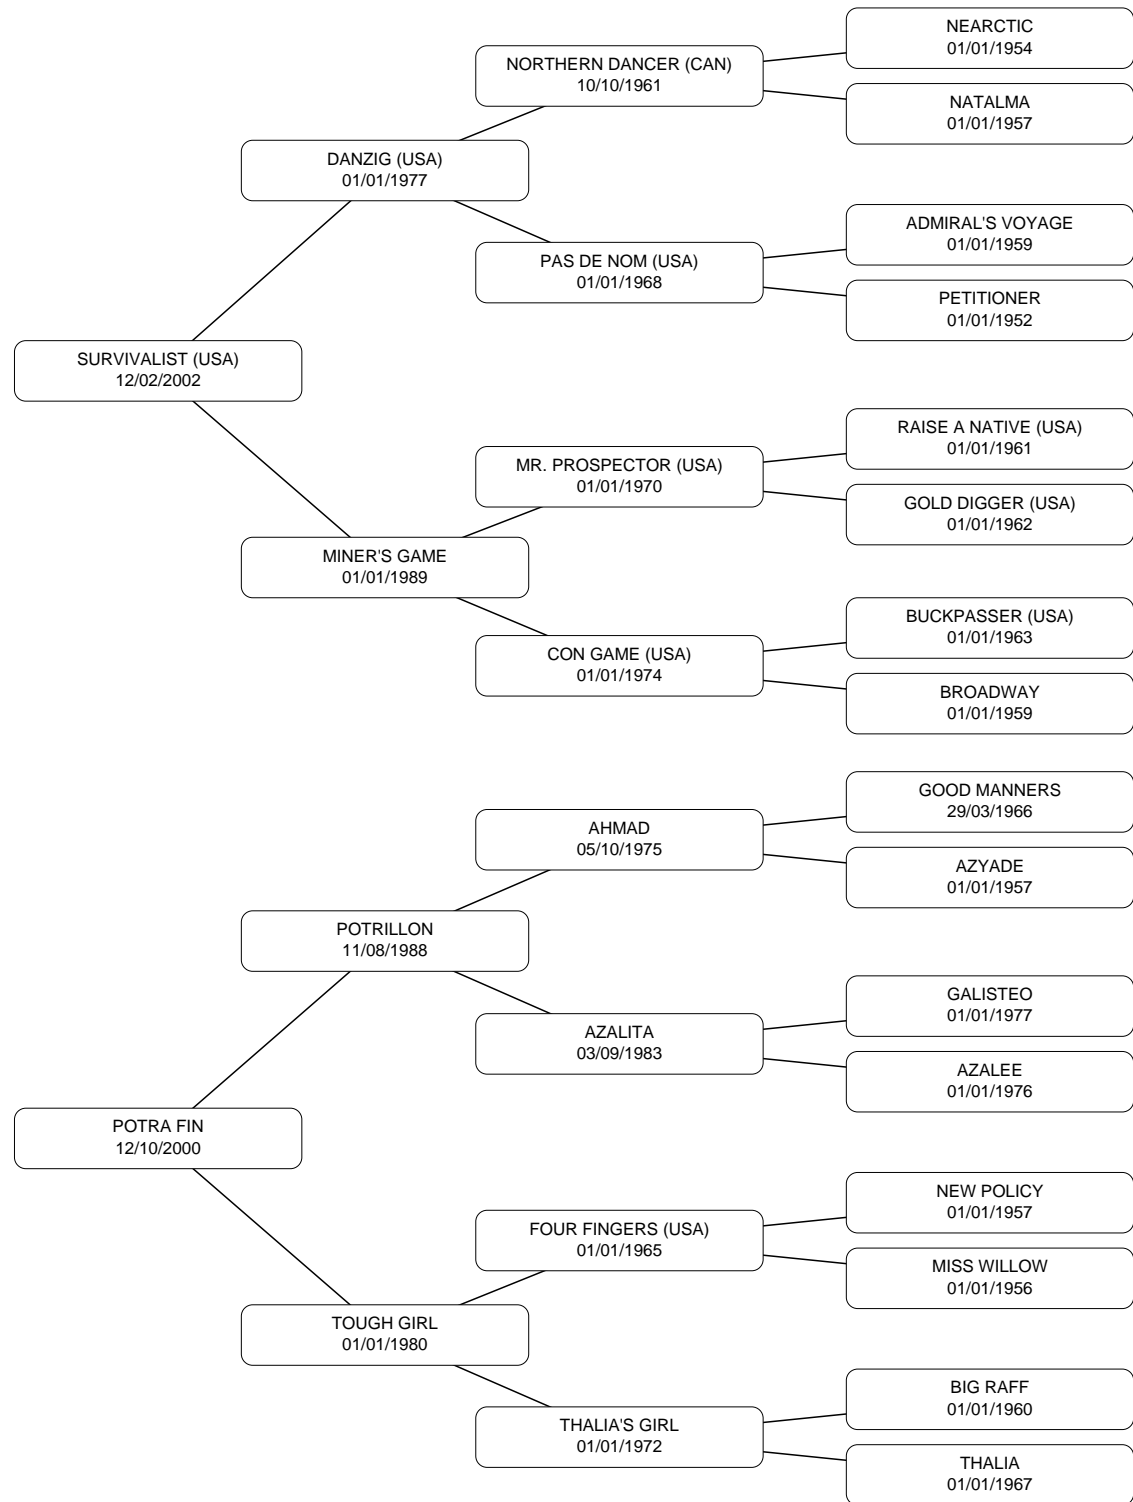 NEARCTIC
01/01/1954
NORTHERN DANCER (CAN)
10/10/1961
NATALMA
01/01/1957
DANZIG (USA)
01/01/1977
ADMIRAL'S VOYAGE
01/01/1959
PAS DE NOM (USA)
01/01/1968
PETITIONER
01/01/1952
SURVIVALIST (USA)
12/02/2002
RAISE A NATIVE (USA)
01/01/1961
MR. PROSPECTOR (USA)
01/01/1970
GOLD DIGGER (USA)
01/01/1962
MINER'S GAME
01/01/1989
BUCKPASSER (USA)
01/01/1963
CON GAME (USA)
01/01/1974
BROADWAY
01/01/1959
GOOD MANNERS
29/03/1966
AHMAD
05/10/1975
AZYADE
01/01/1957
POTRILLON
11/08/1988
GALISTEO
01/01/1977
AZALITA
03/09/1983
AZALEE
01/01/1976
POTRA FIN
12/10/2000
NEW POLICY
01/01/1957
FOUR FINGERS (USA)
01/01/1965
MISS WILLOW
01/01/1956
TOUGH GIRL
01/01/1980
BIG RAFF
01/01/1960
THALIA'S GIRL
01/01/1972
THALIA
01/01/1967